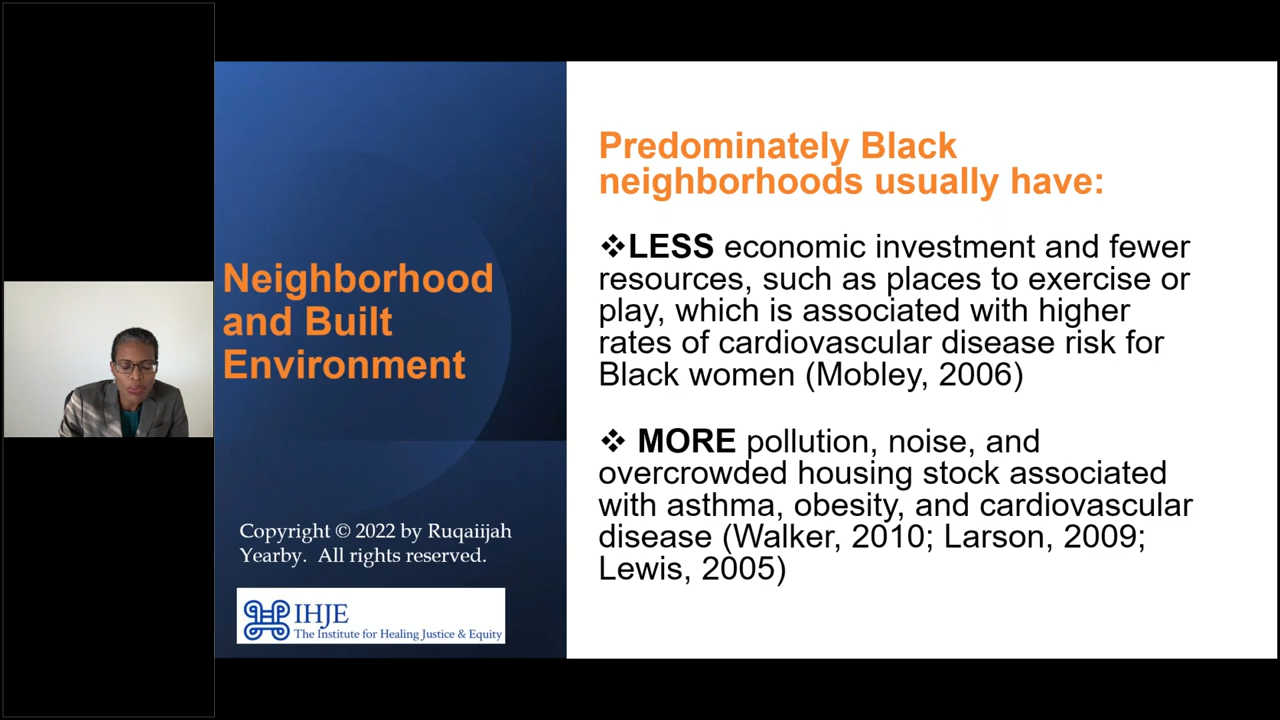 Neighborhood
and Built
Environment
Copyright © 2022 by Ruqaiijah
Yearby. All rights reserved.
IHJE
The Institute for Healing Justice & Equity
Predominately Black
neighborhoods usually have:
❖LESS economic investment and fewer
resources, such as places to exercise or
play, which is associated with higher
rates of cardiovascular disease risk for
Black women (Mobley, 2006)
❖ MORE pollution, noise, and
overcrowded housing stock associated
with asthma, obesity, and cardiovascular
disease (Walker, 2010; Larson, 2009;
Lewis, 2005)